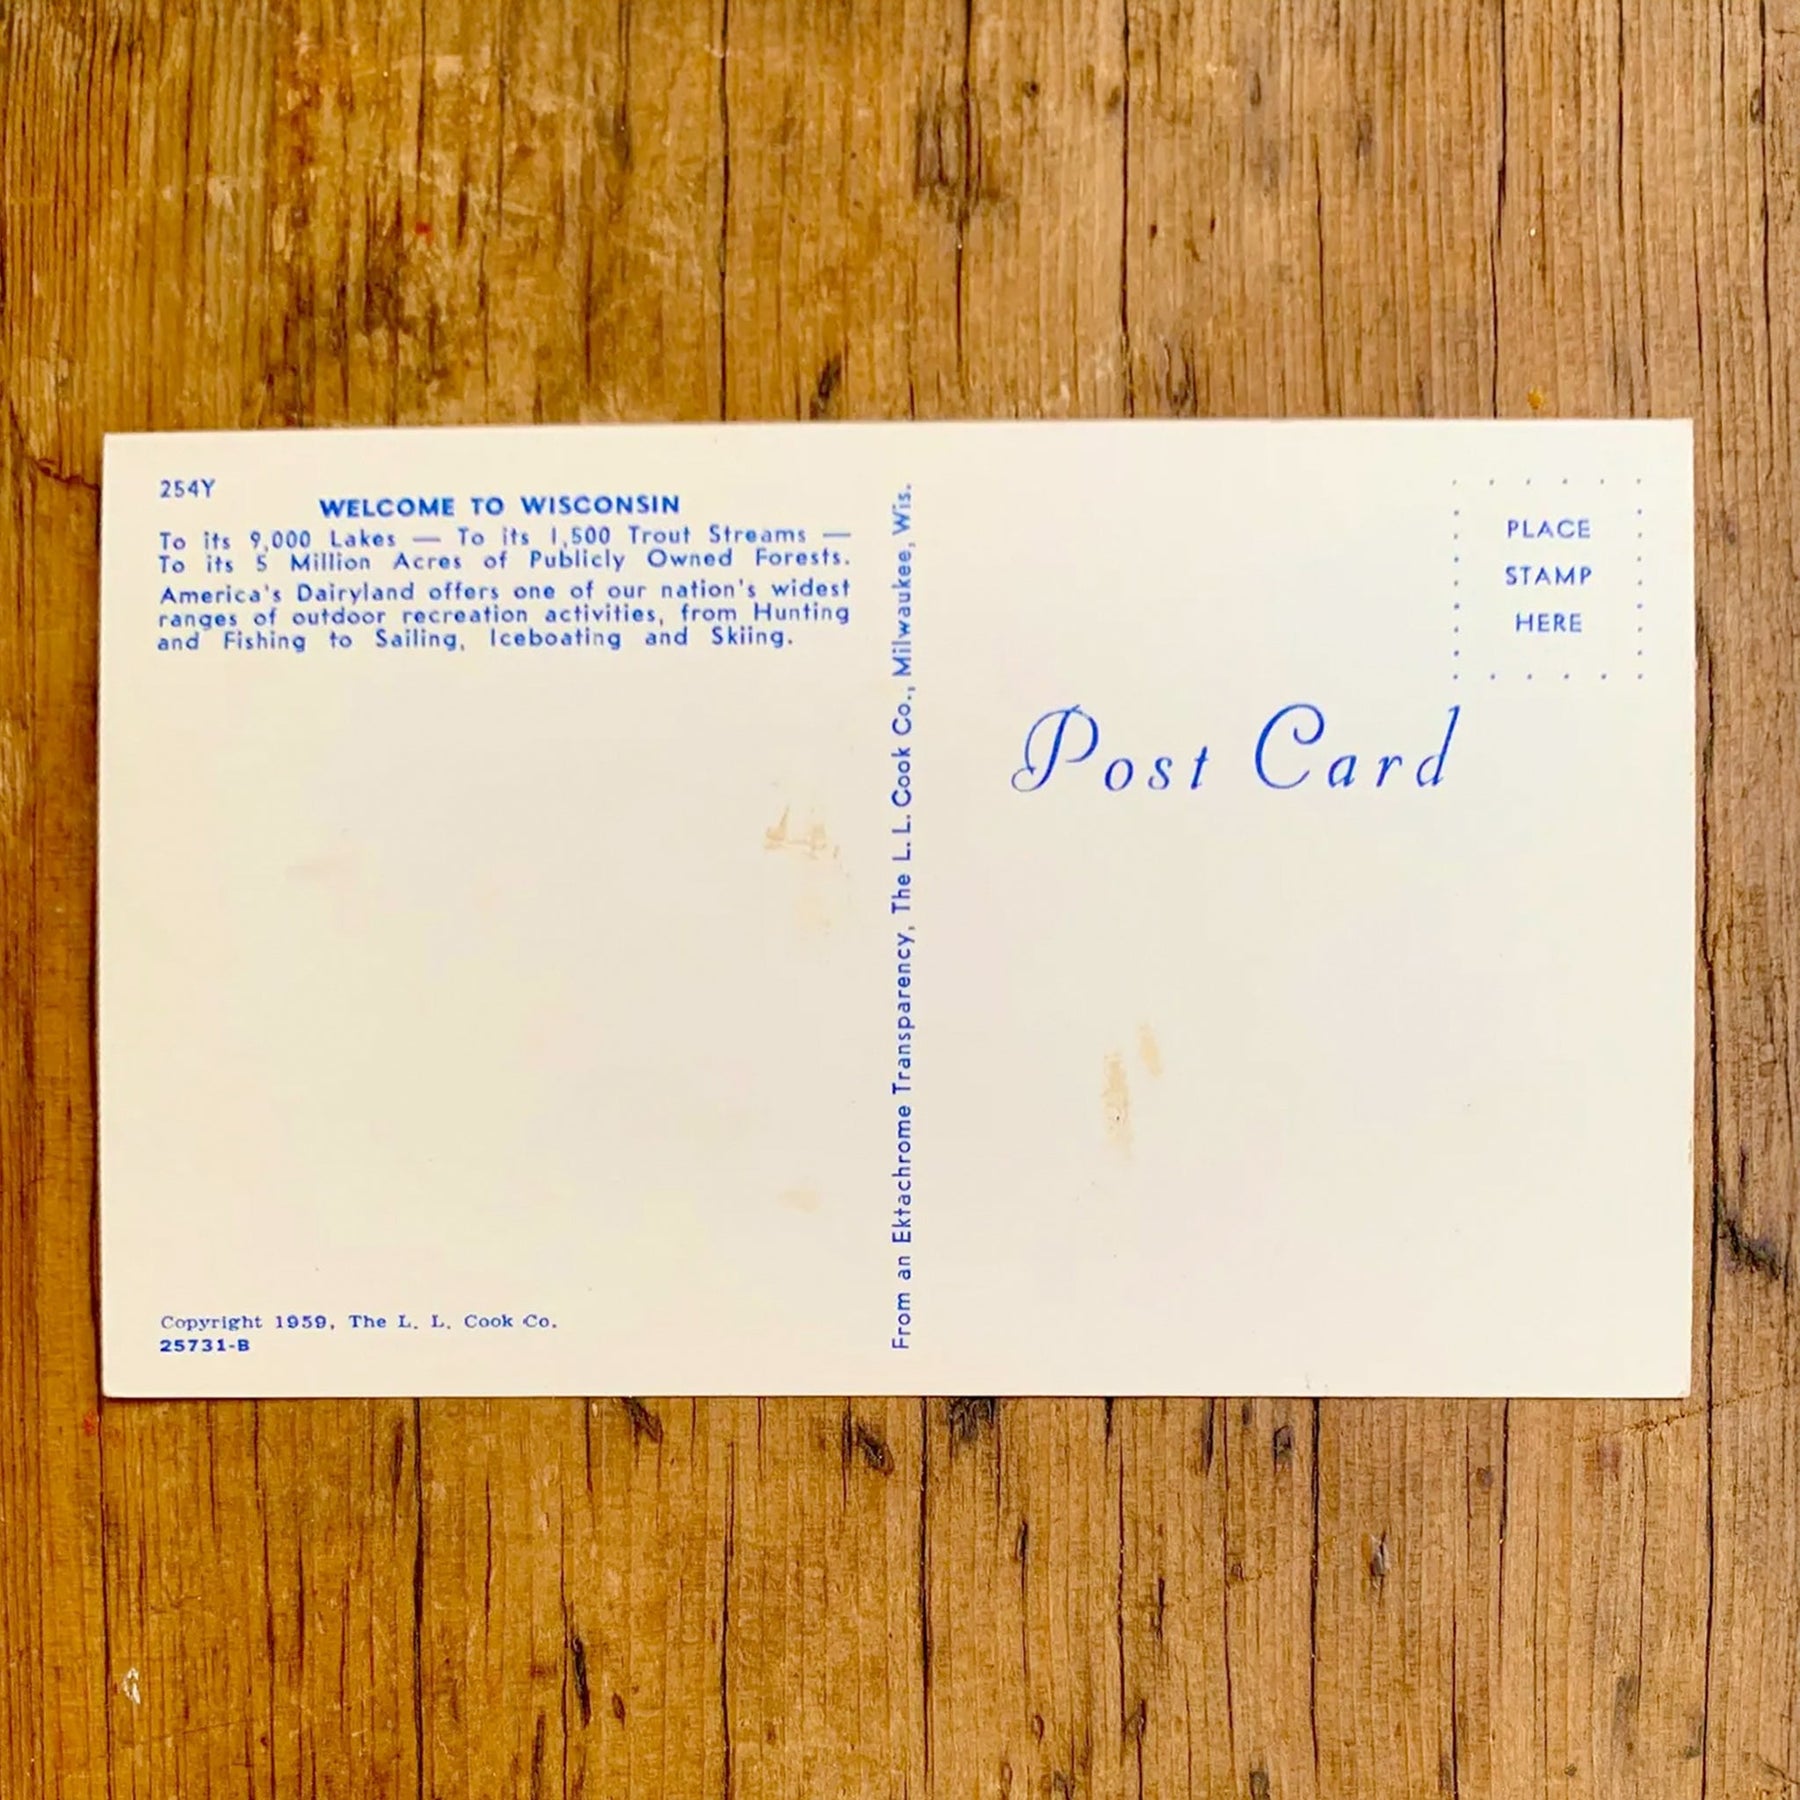 254Y
WELCOME TO WISCONSIN
To its 9,000 Lakes — To its 1,500 Trout Streams —
To its 5 Million Acres of Publicly Owned Forests.
America's Dairyland offers one of our nation's widest
ranges of outdoor recreation activities, from Hunting
and Fishing to Sailing, Iceboating and Skiing.
Copyright 1959, The L. L. Cook Co.
25731-B
From an Ektachrome Transparency, The L. L. Cook Co., Milwaukee, Wis.
PLACE
STAMP
HERE
Post Card